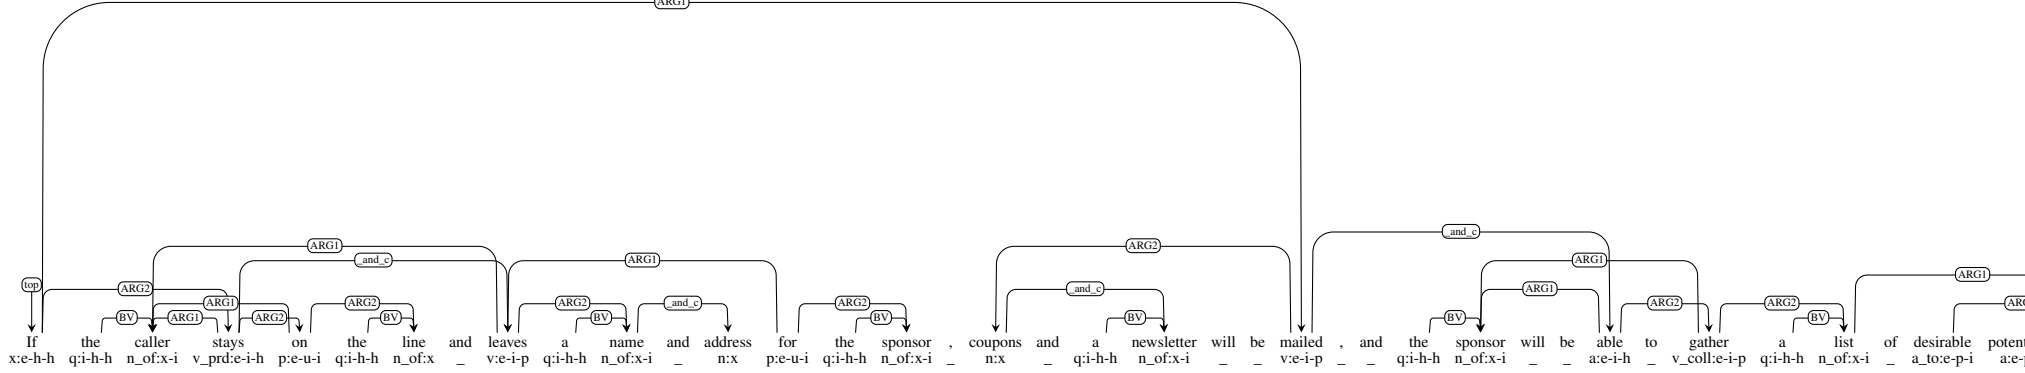 ARG1
_and_c
ARG1 ARG2
ARG1 _and_c ARG1 ARG1
top ARG2 _and_c ARG1
ARG1 ARG2 ARG2 _and_c ARG2 ARG2 ARG2
BV ARG1 ARG2 BV BV BV BV BV BV
If the caller stays on the line and leaves a name and address for the sponsor , coupons and a newsletter will be mailed , and the sponsor will be able to gather a list of desirable
x:e-h-h q:i-h-h n_of:x-i v_prd:e-i-h p:e-u-i q:i-h-h n_of:x _ v:e-i-p q:i-h-h n_of:x-i _ n:x p:e-u-i q:i-h-h n_of:x-i _ n:x _ q:i-h-h n_of:x-i _ _ v:e-i-p _ _ q:i-h-h n_of:x-i _ _ a:e-i-h _ v_coll:e-i-p q:i-h-h n_of:x-i _ a_to:e-p-i